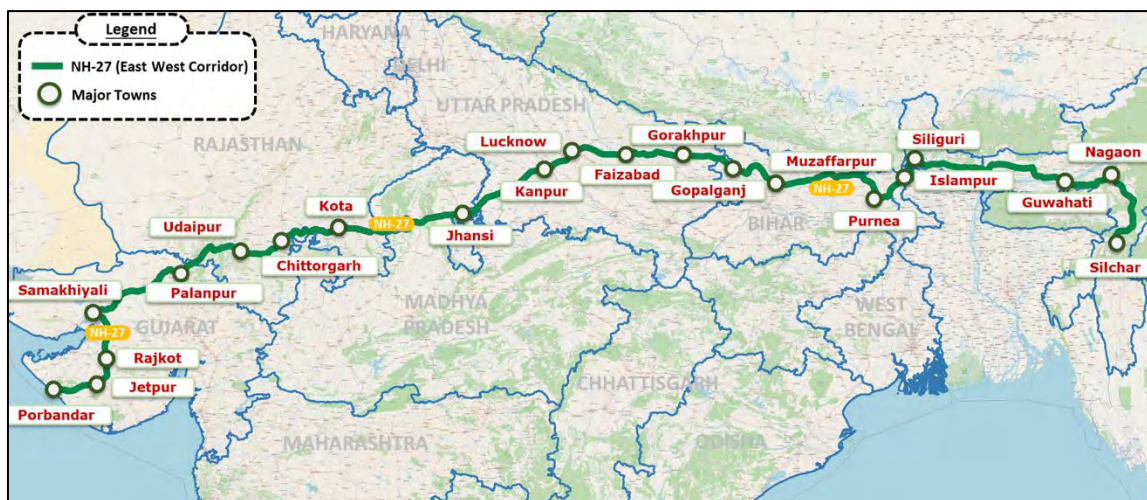 Legend
NH-27 (East West Corridor)
Major Towns
HARYANA
DELHI
UTTAR PRADESH
RAJASTHAN
Lucknow
Gorakhpur
Siliguri
Nagaon
Kanpur
Faizabad
Gopalganj
Muzaffarpur
NH-27
Islampur
Guwahati
Kota
NH-27
Jhansi
BIHAR
Purnea
Udaipur
Chittorgarh
Silchar
Samakhiyali
Palanpur
MADHYA
PRADESH
WEST
BENGAL
NH-27
GUJARAT
Rajkot
Jetpur
Porbandar
CHHATTISGARH
MAHARASHTRA
ODISHA